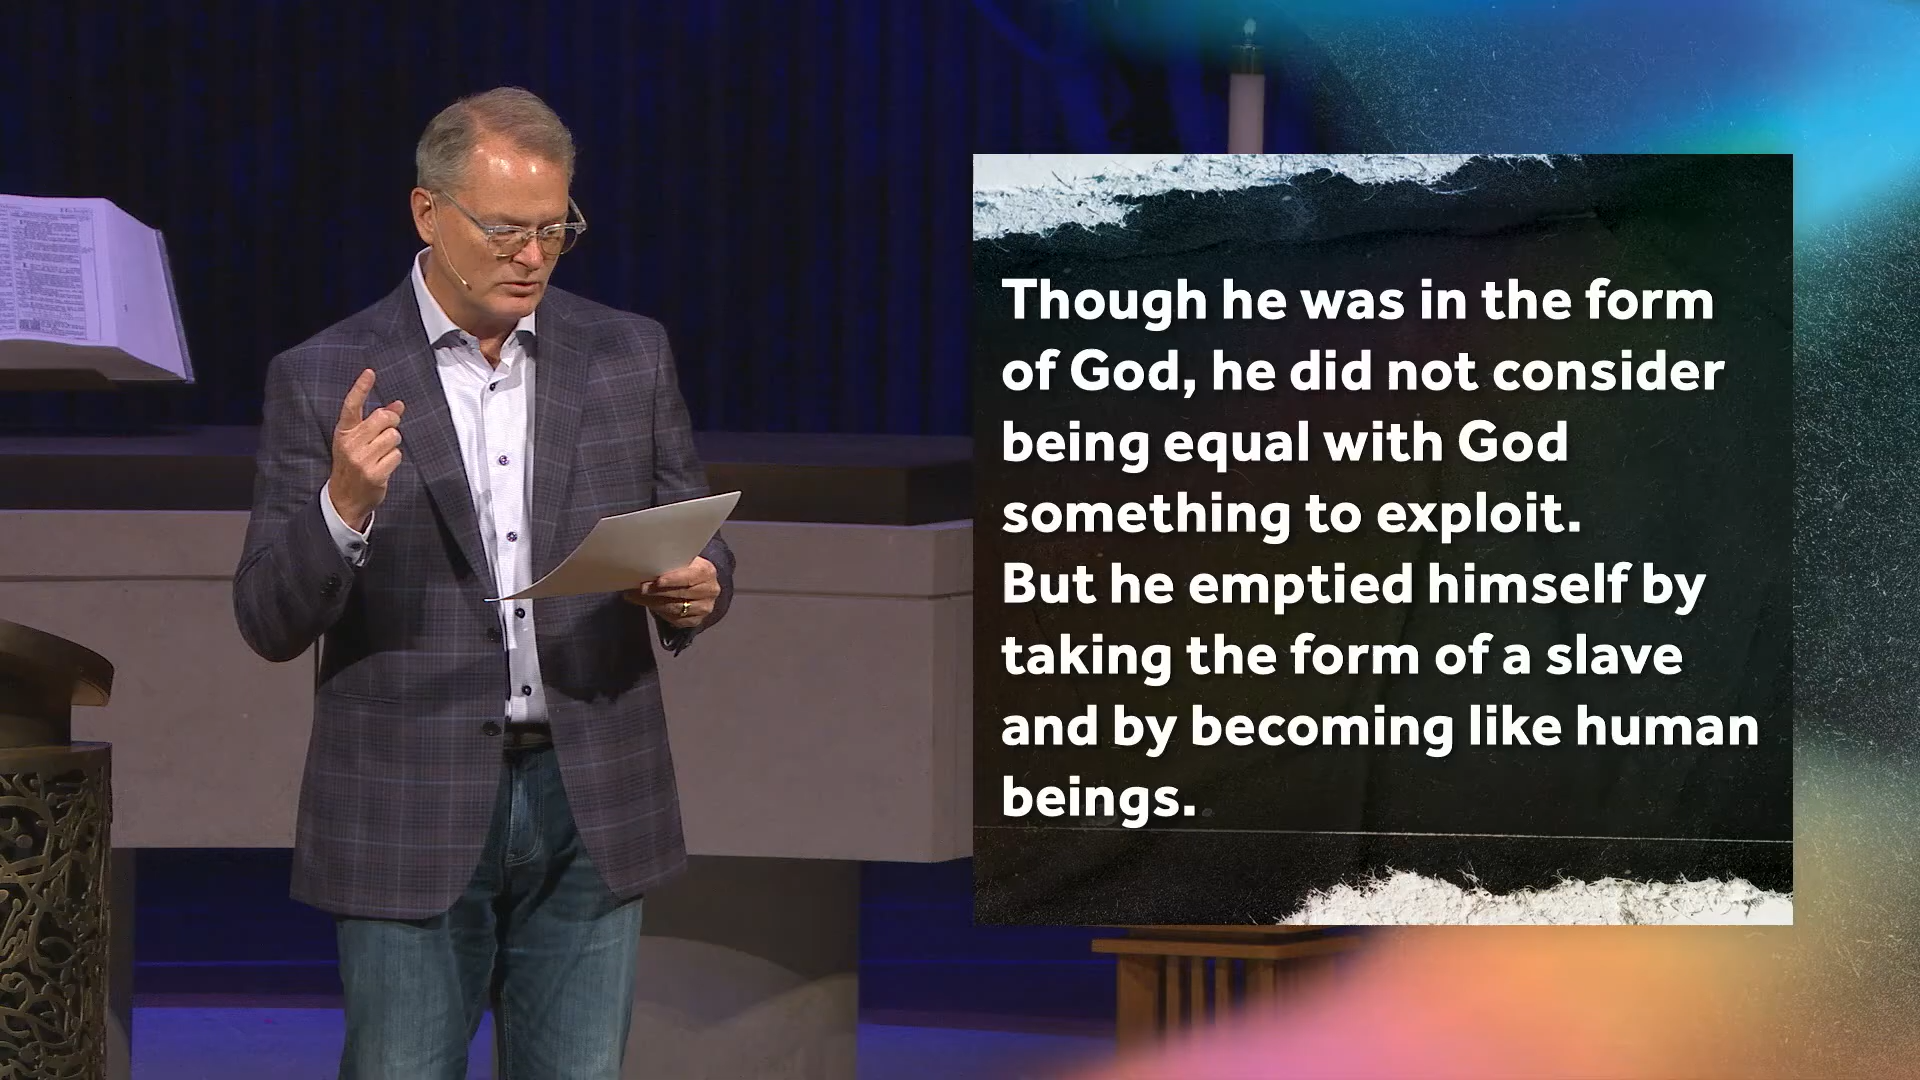 Though he was in the form
of God, he did not consider
being equal with God
something to exploit.
But he emptied himself by
taking the form of a slave
and by becoming like human
beings.